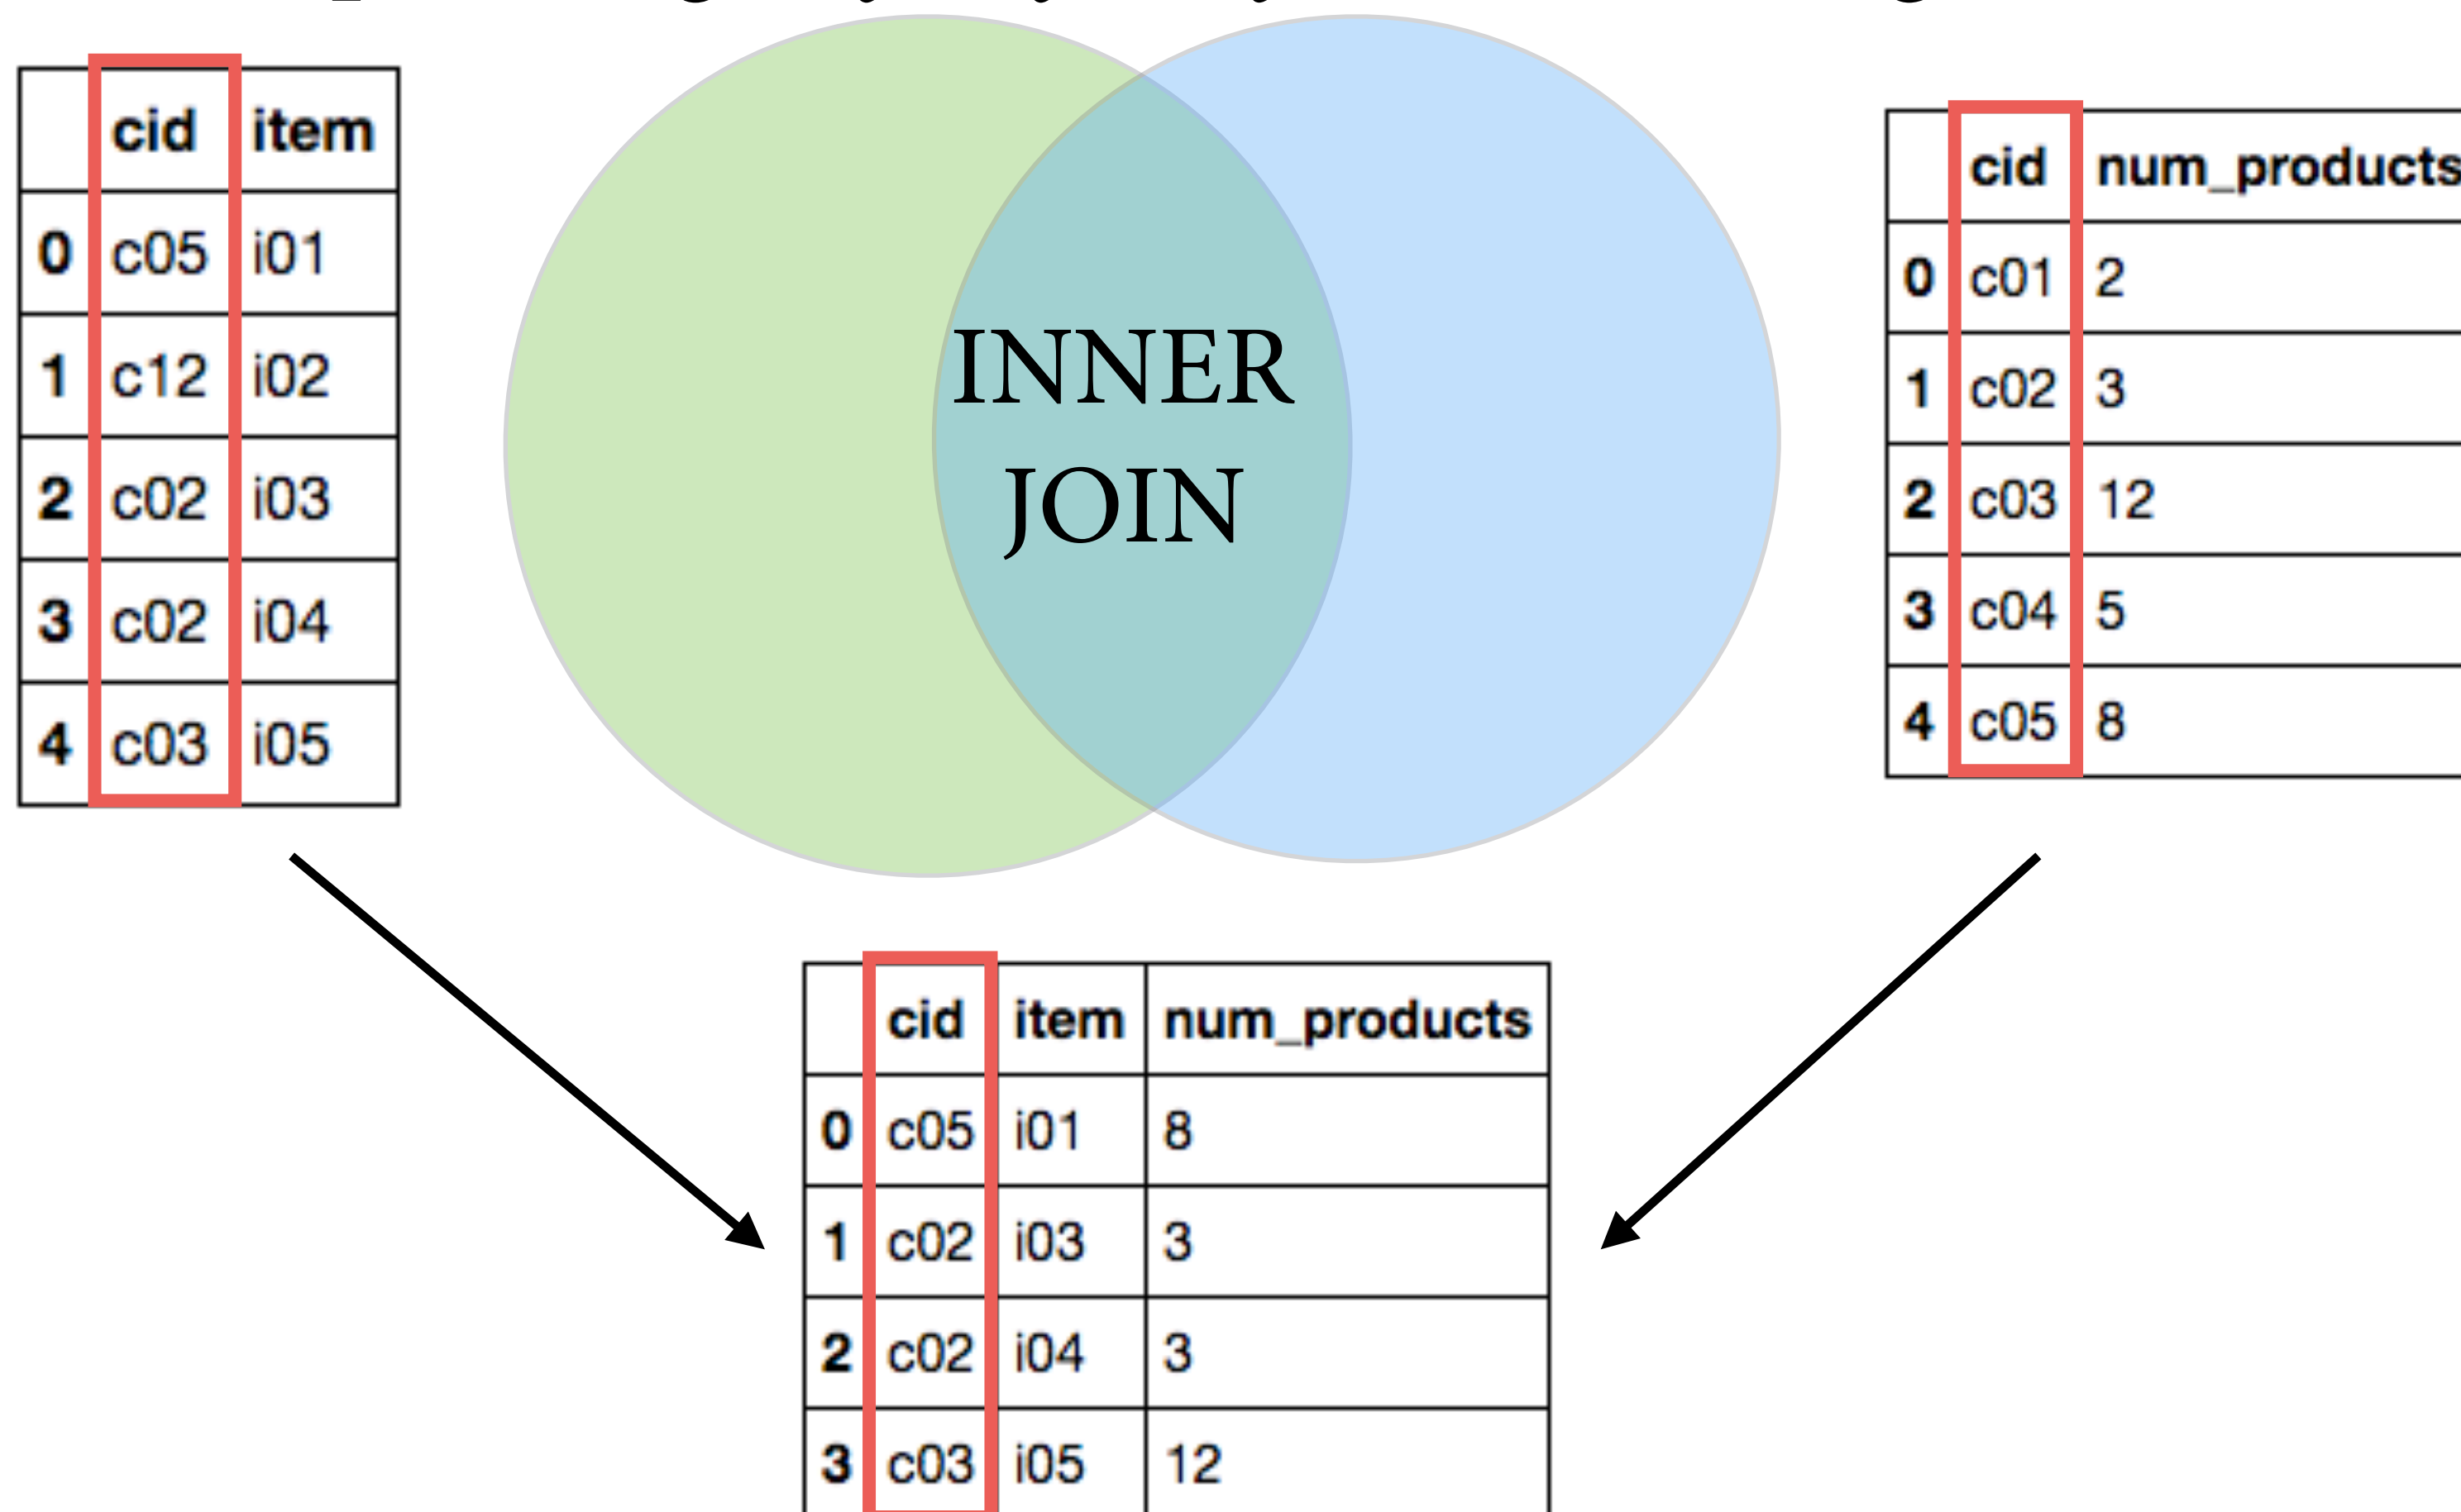 cid item
0 c05 i01
1 c12 i02
2 c02 i03
3 c02 i04
4 c03 i05
INNER
JOIN
cid num_products
0 c01 2
1 c02 3
2 c03 12
3 c04 5
4 c05 8
cid item num_products
0 c05 i01 8
1 c02 i03 3
2 c02 i04 3
3 c03 i05 12